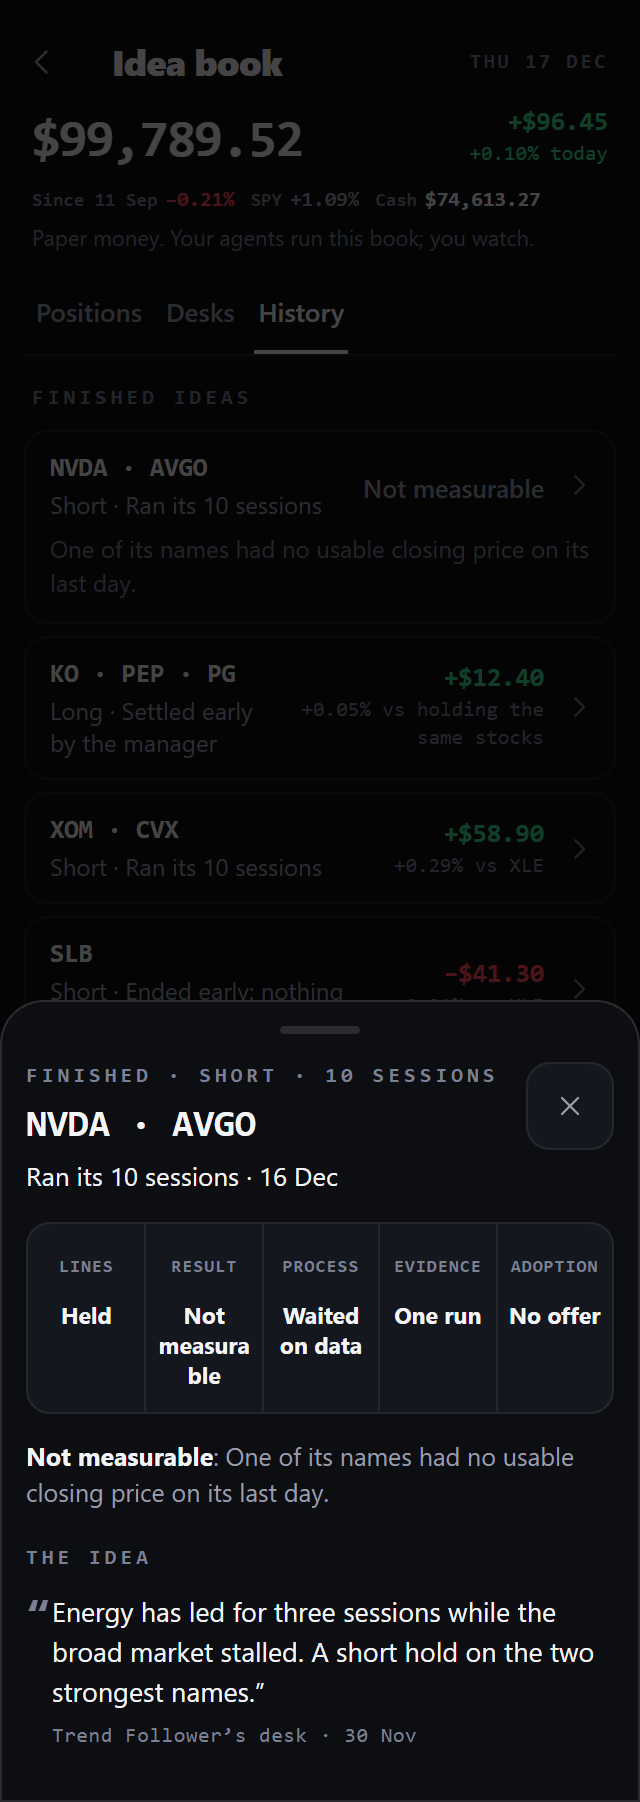 Idea book
THU 17 DEC
$99,789.52
+$96.45
+0.10% today
Since 11 Sep −0.21% SPY +1.09% Cash $74,613.27
Paper money. Your agents run this book; you watch.
Positions Desks History
FINISHED IDEAS
NVDA · AVGO
Short · Ran its 10 sessions
Not measurable
One of its names had no usable closing price on its
last day.
KO · PEP · PG
Long · Settled early
by the manager
+$12.40
+0.05% vs holding the
same stocks
XOM · CVX
Short · Ran its 10 sessions
+$58.90
+0.29% vs XLE
SLB
Short · Ended early: nothing
−$41.30
FINISHED · SHORT · 10 SESSIONS
NVDA · AVGO
Ran its 10 sessions · 16 Dec
LINES
Held
RESULT
Not
measura
ble
PROCESS
Waited
on data
EVIDENCE
One run
ADOPTION
No offer
Not measurable: One of its names had no usable
closing price on its last day.
THE IDEA
“Energy has led for three sessions while the
broad market stalled. A short hold on the two
strongest names.”
Trend Follower’s desk · 30 Nov